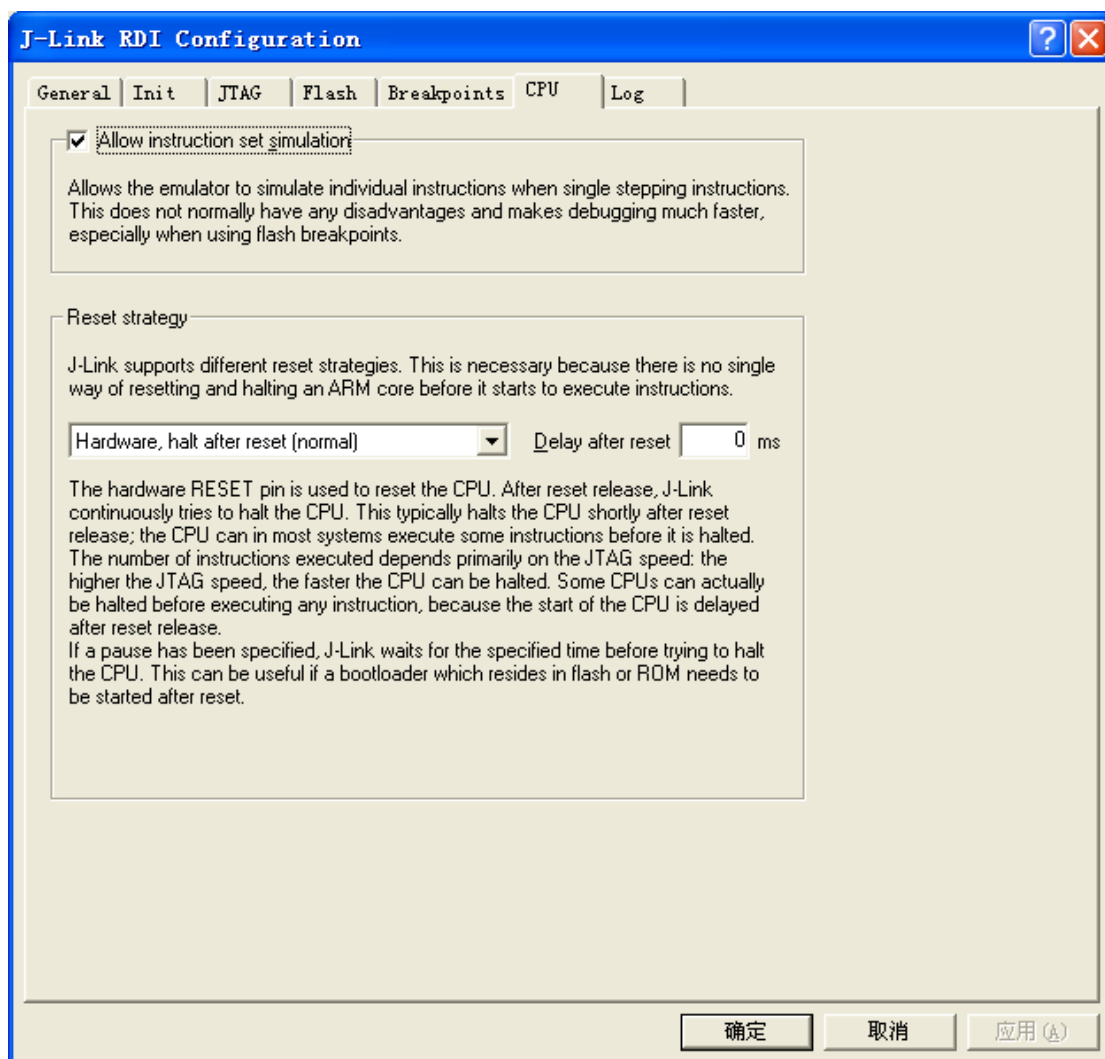 J-Link RDI Configuration
General Init JTAG Flash Breakpoints CPU Log
Allow instruction set simulation
Allows the emulator to simulate individual instructions when single stepping instructions.
This does not normally have any disadvantages and makes debugging much faster,
especially when using flash breakpoints.
Reset strategy
J-Link supports different reset strategies. This is necessary because there is no single
way of resetting and halting an ARM core before it starts to execute instructions.
Hardware, halt after reset (normal) Delay after reset 0 ms
The hardware RESET pin is used to reset the CPU. After reset release, J-Link
continuously tries to halt the CPU. This typically halts the CPU shortly after reset
release; the CPU can in most systems execute some instructions before it is halted.
The number of instructions executed depends primarily on the JTAG speed: the
higher the JTAG speed, the faster the CPU can be halted. Some CPUs can actually
be halted before executing any instruction, because the start of the CPU is delayed
after reset release.
If a pause has been specified, J-Link waits for the specified time before trying to halt
the CPU. This can be useful if a bootloader which resides in flash or ROM needs to
be started after reset.
确定 取消 应用(A)